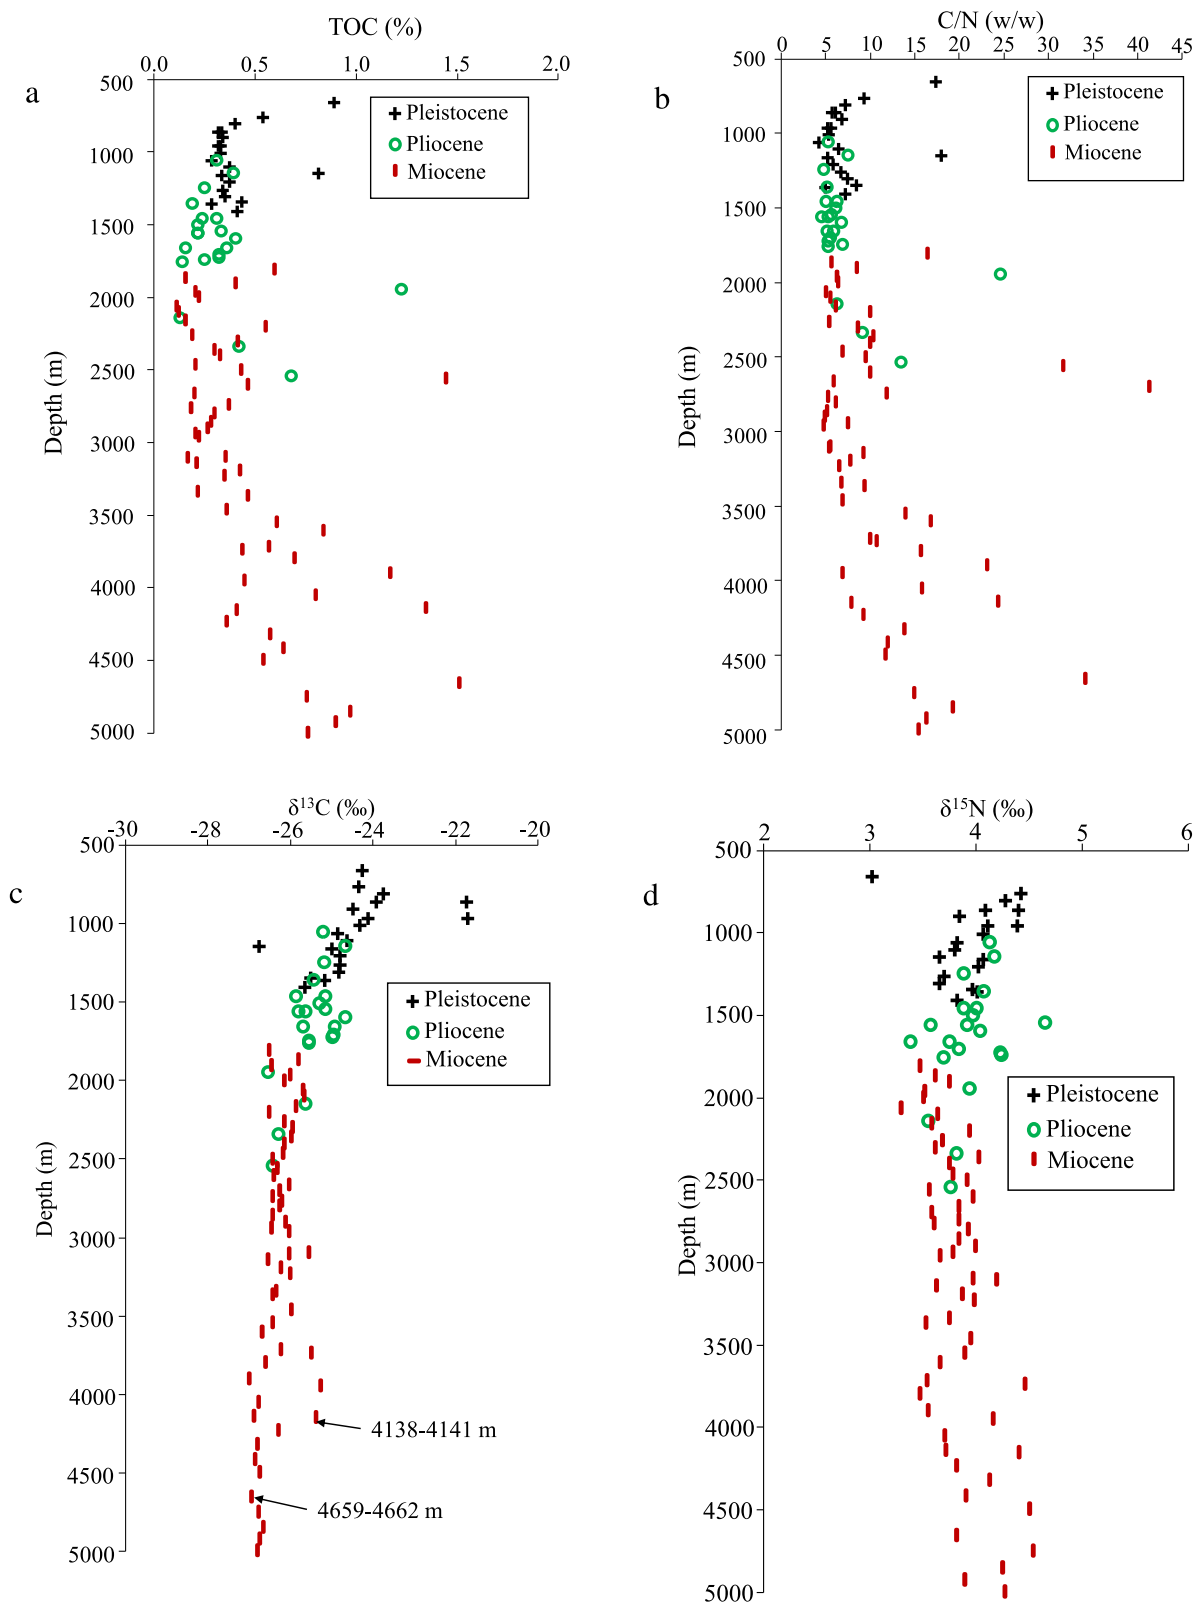 TOC (%)
0.0 0.5 1.0 1.5 2.0
a
500
1000
1500
2000
2500
3000
3500
4000
4500
5000
Depth (m)
Pleistocene
Pliocene
Miocene
C/N (w/w)
0 5 10 15 20 25 30 35 40 45
b
500
1000
1500
2000
2500
3000
3500
4000
4500
5000
Depth (m)
Pleistocene
Pliocene
Miocene
δ¹³C (‰)
-30 -28 -26 -24 -22 -20
c
500
1000
1500
2000
2500
3000
3500
4000
4500
5000
Depth (m)
Pleistocene
Pliocene
Miocene
4138-4141 m
4659-4662 m
δ¹⁵N (‰)
2 3 4 5 6
d
500
1000
1500
2000
2500
3000
3500
4000
4500
5000
Depth (m)
Pleistocene
Pliocene
Miocene